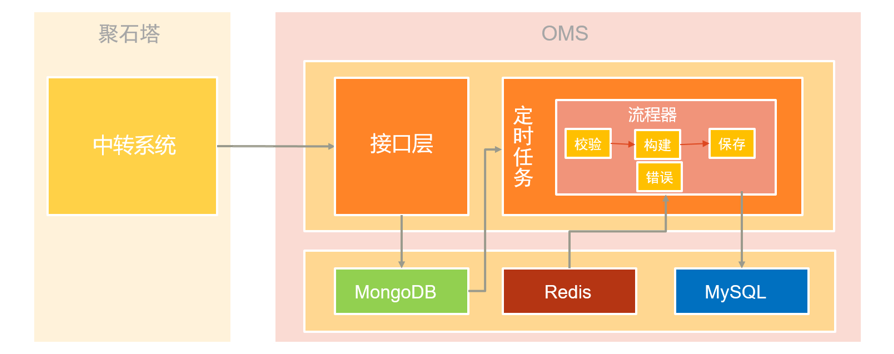 聚石塔
OMS
中转系统
接口层
定时任务
流程器
校验
构建
保存
错误
MongoDB
Redis
MySQL